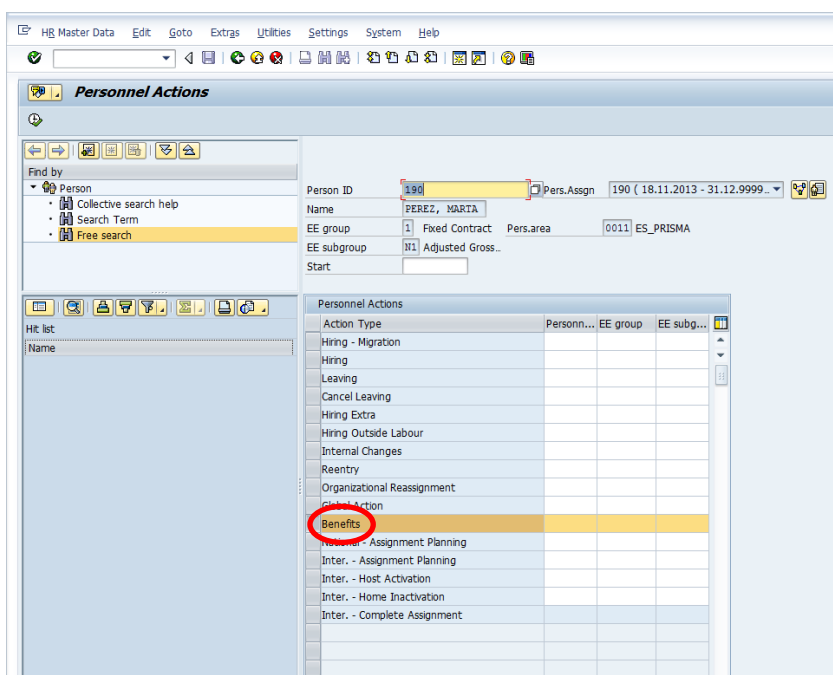 HR Master Data Edit Goto Extras Utilities Settings System Help
Personnel Actions
Find by
Person
Collective search help
Search Term
Free search
Person ID 190 Pers.Assgn 190 ( 18.11.2013 - 31.12.9999..
Name PEREZ, MARTA
EE group 1 Fixed Contract Pers.area 0011 ES_PRISMA
EE subgroup N1 Adjusted Gross..
Start
Hit list
Name
Personnel Actions
Action Type Personn... EE group EE subg...
Hiring - Migration
Hiring
Leaving
Cancel Leaving
Hiring Extra
Hiring Outside Labour
Internal Changes
Reentry
Organizational Reassignment
Global Action
Benefits
National - Assignment Planning
Inter. - Assignment Planning
Inter. - Host Activation
Inter. - Home Inactivation
Inter. - Complete Assignment